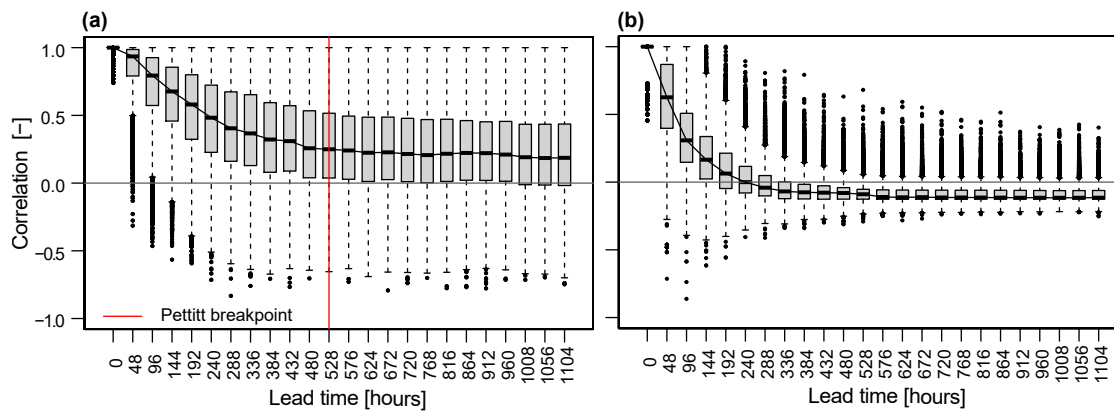 (a)
(b)
Correlation [−]
1.0
0.5
0.0
−0.5
−1.0
Pettitt breakpoint
0 48 96 144 192 240 288 336 384 432 480 528 576 624 672 720 768 816 864 912 960 1008 1056 1104
0 48 96 144 192 240 288 336 384 432 480 528 576 624 672 720 768 816 864 912 960 1008 1056 1104
Lead time [hours]
Lead time [hours]